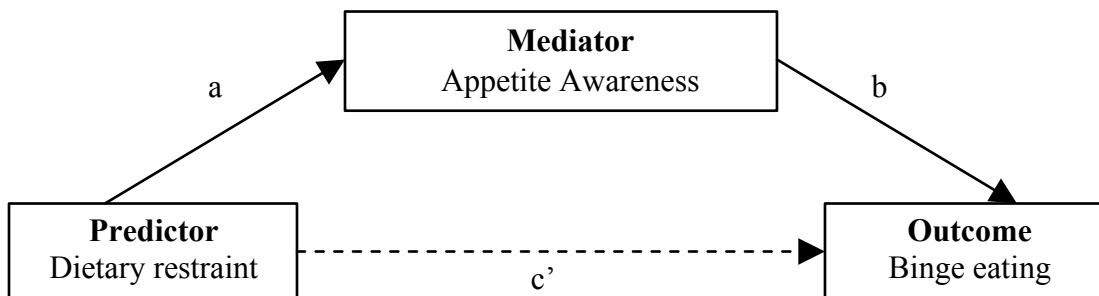 Mediator
Appetite Awareness
a
b
Predictor
Dietary restraint
c’
Outcome
Binge eating